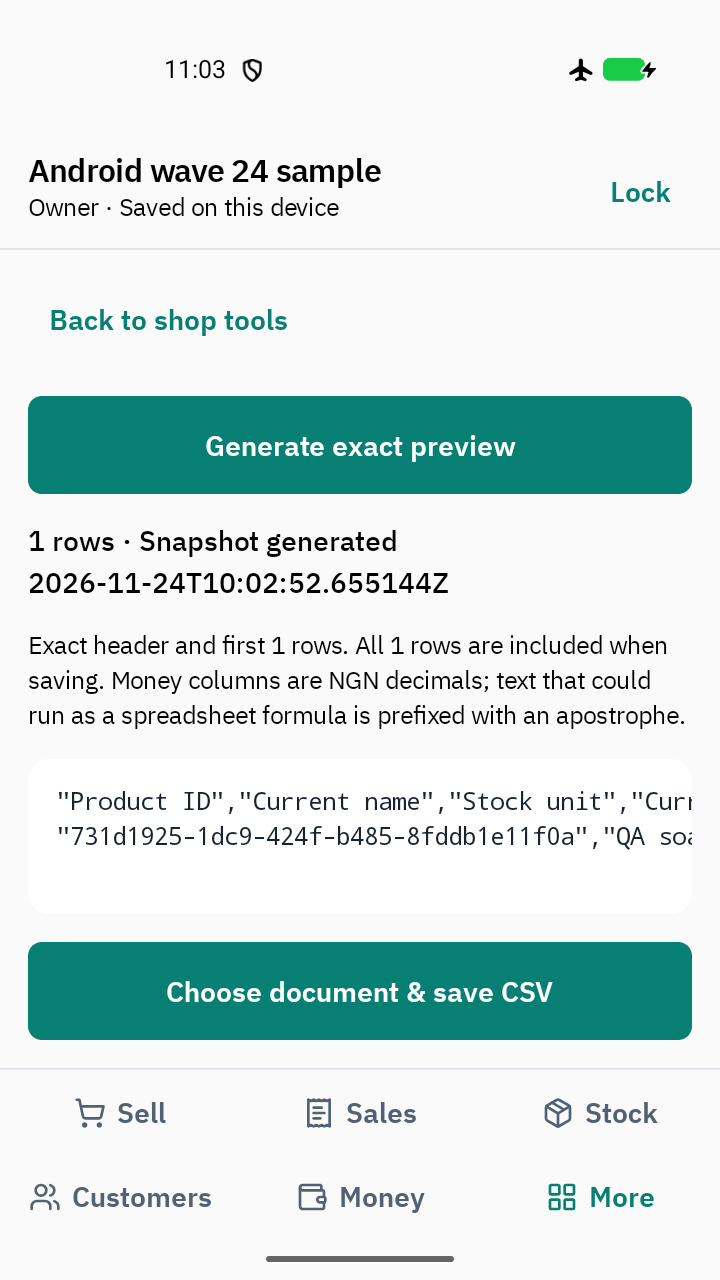 11:03
Android wave 24 sample
Owner · Saved on this device
Lock
Back to shop tools
Generate exact preview
1 rows · Snapshot generated
2026-11-24T10:02:52.655144Z
Exact header and first 1 rows. All 1 rows are included when
saving. Money columns are NGN decimals; text that could
run as a spreadsheet formula is prefixed with an apostrophe.
"Product ID","Current name","Stock unit","Curr
"731d1925-1dc9-424f-b485-8fddb1e11f0a","QA soa
Choose document & save CSV
Sell
Sales
Stock
Customers
Money
More